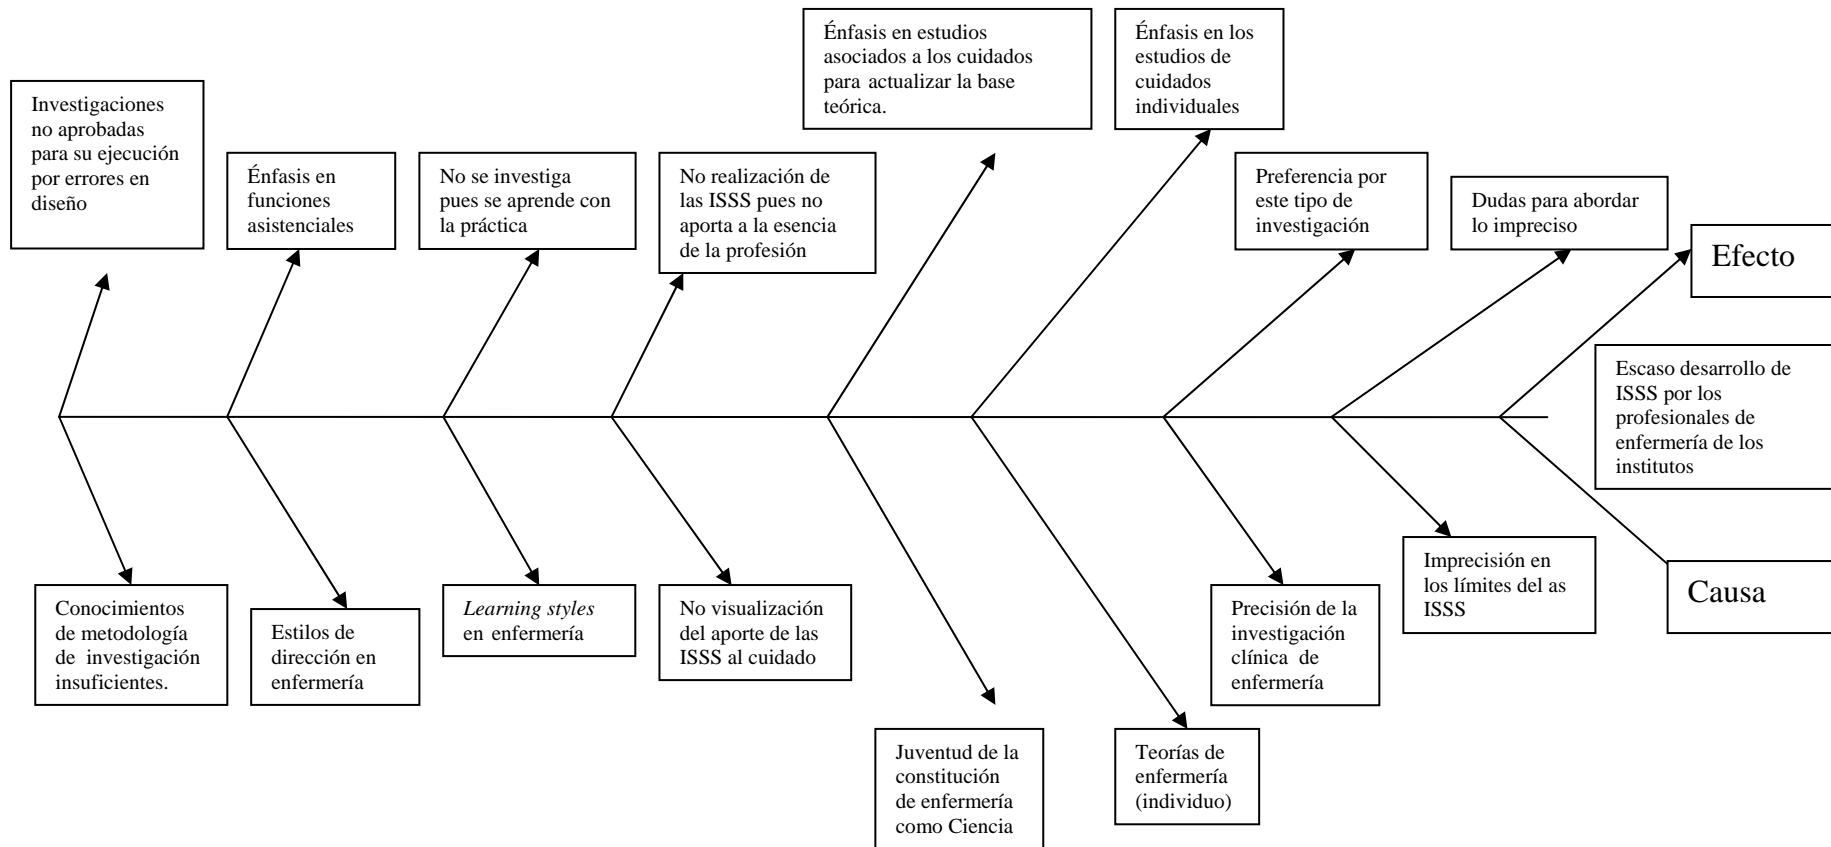 Énfasis en estudios
asociados a los cuidados
para actualizar la base
teórica.
Énfasis en los
estudios de
cuidados
individuales
Investigaciones
no aprobadas
para su ejecución
por errores en
diseño
Énfasis en
funciones
asistenciales
No se investiga
pues se aprende con
la práctica
No realización de
las ISSS pues no
aporta a la esencia
de la profesión
Preferencia por
este tipo de
investigación
Dudas para abordar
lo impreciso
Efecto
Escaso desarrollo de
ISSS por los
profesionales de
enfermería de los
institutos
Conocimientos
de metodología
de investigación
insuficientes.
Estilos de
dirección en
enfermería
Learning styles
en enfermería
No visualización
del aporte de las
ISSS al cuidado
Juventud de la
constitución
de enfermería
como Ciencia
Teorías de
enfermería
(individuo)
Precisión de la
investigación
clínica de
enfermería
Imprecisión en
los límites del as
ISSS
Causa